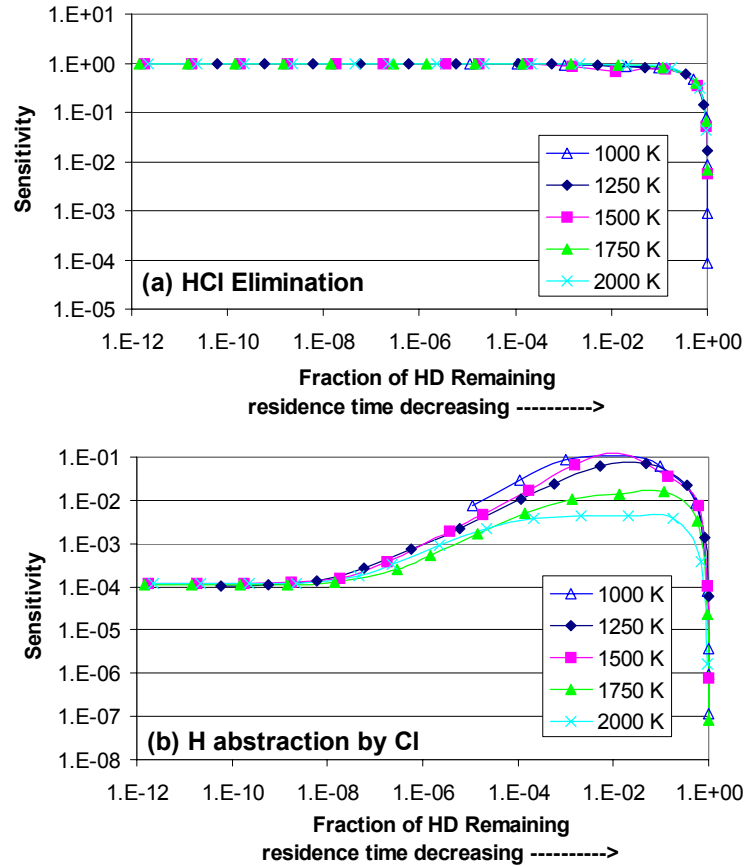 1.E+01
1.E+00
1.E-01
1.E-02
1.E-03
1.E-04
1.E-05
Sensitivity
1000 K
1250 K
1500 K
1750 K
2000 K
(a) HCl Elimination
1.E-12 1.E-10 1.E-08 1.E-06 1.E-04 1.E-02 1.E+00
Fraction of HD Remaining
residence time decreasing ---------->
1.E-01
1.E-02
1.E-03
1.E-04
1.E-05
1.E-06
1.E-07
1.E-08
Sensitivity
1000 K
1250 K
1500 K
1750 K
2000 K
(b) H abstraction by Cl
1.E-12 1.E-10 1.E-08 1.E-06 1.E-04 1.E-02 1.E+00
Fraction of HD Remaining
residence time decreasing ---------->